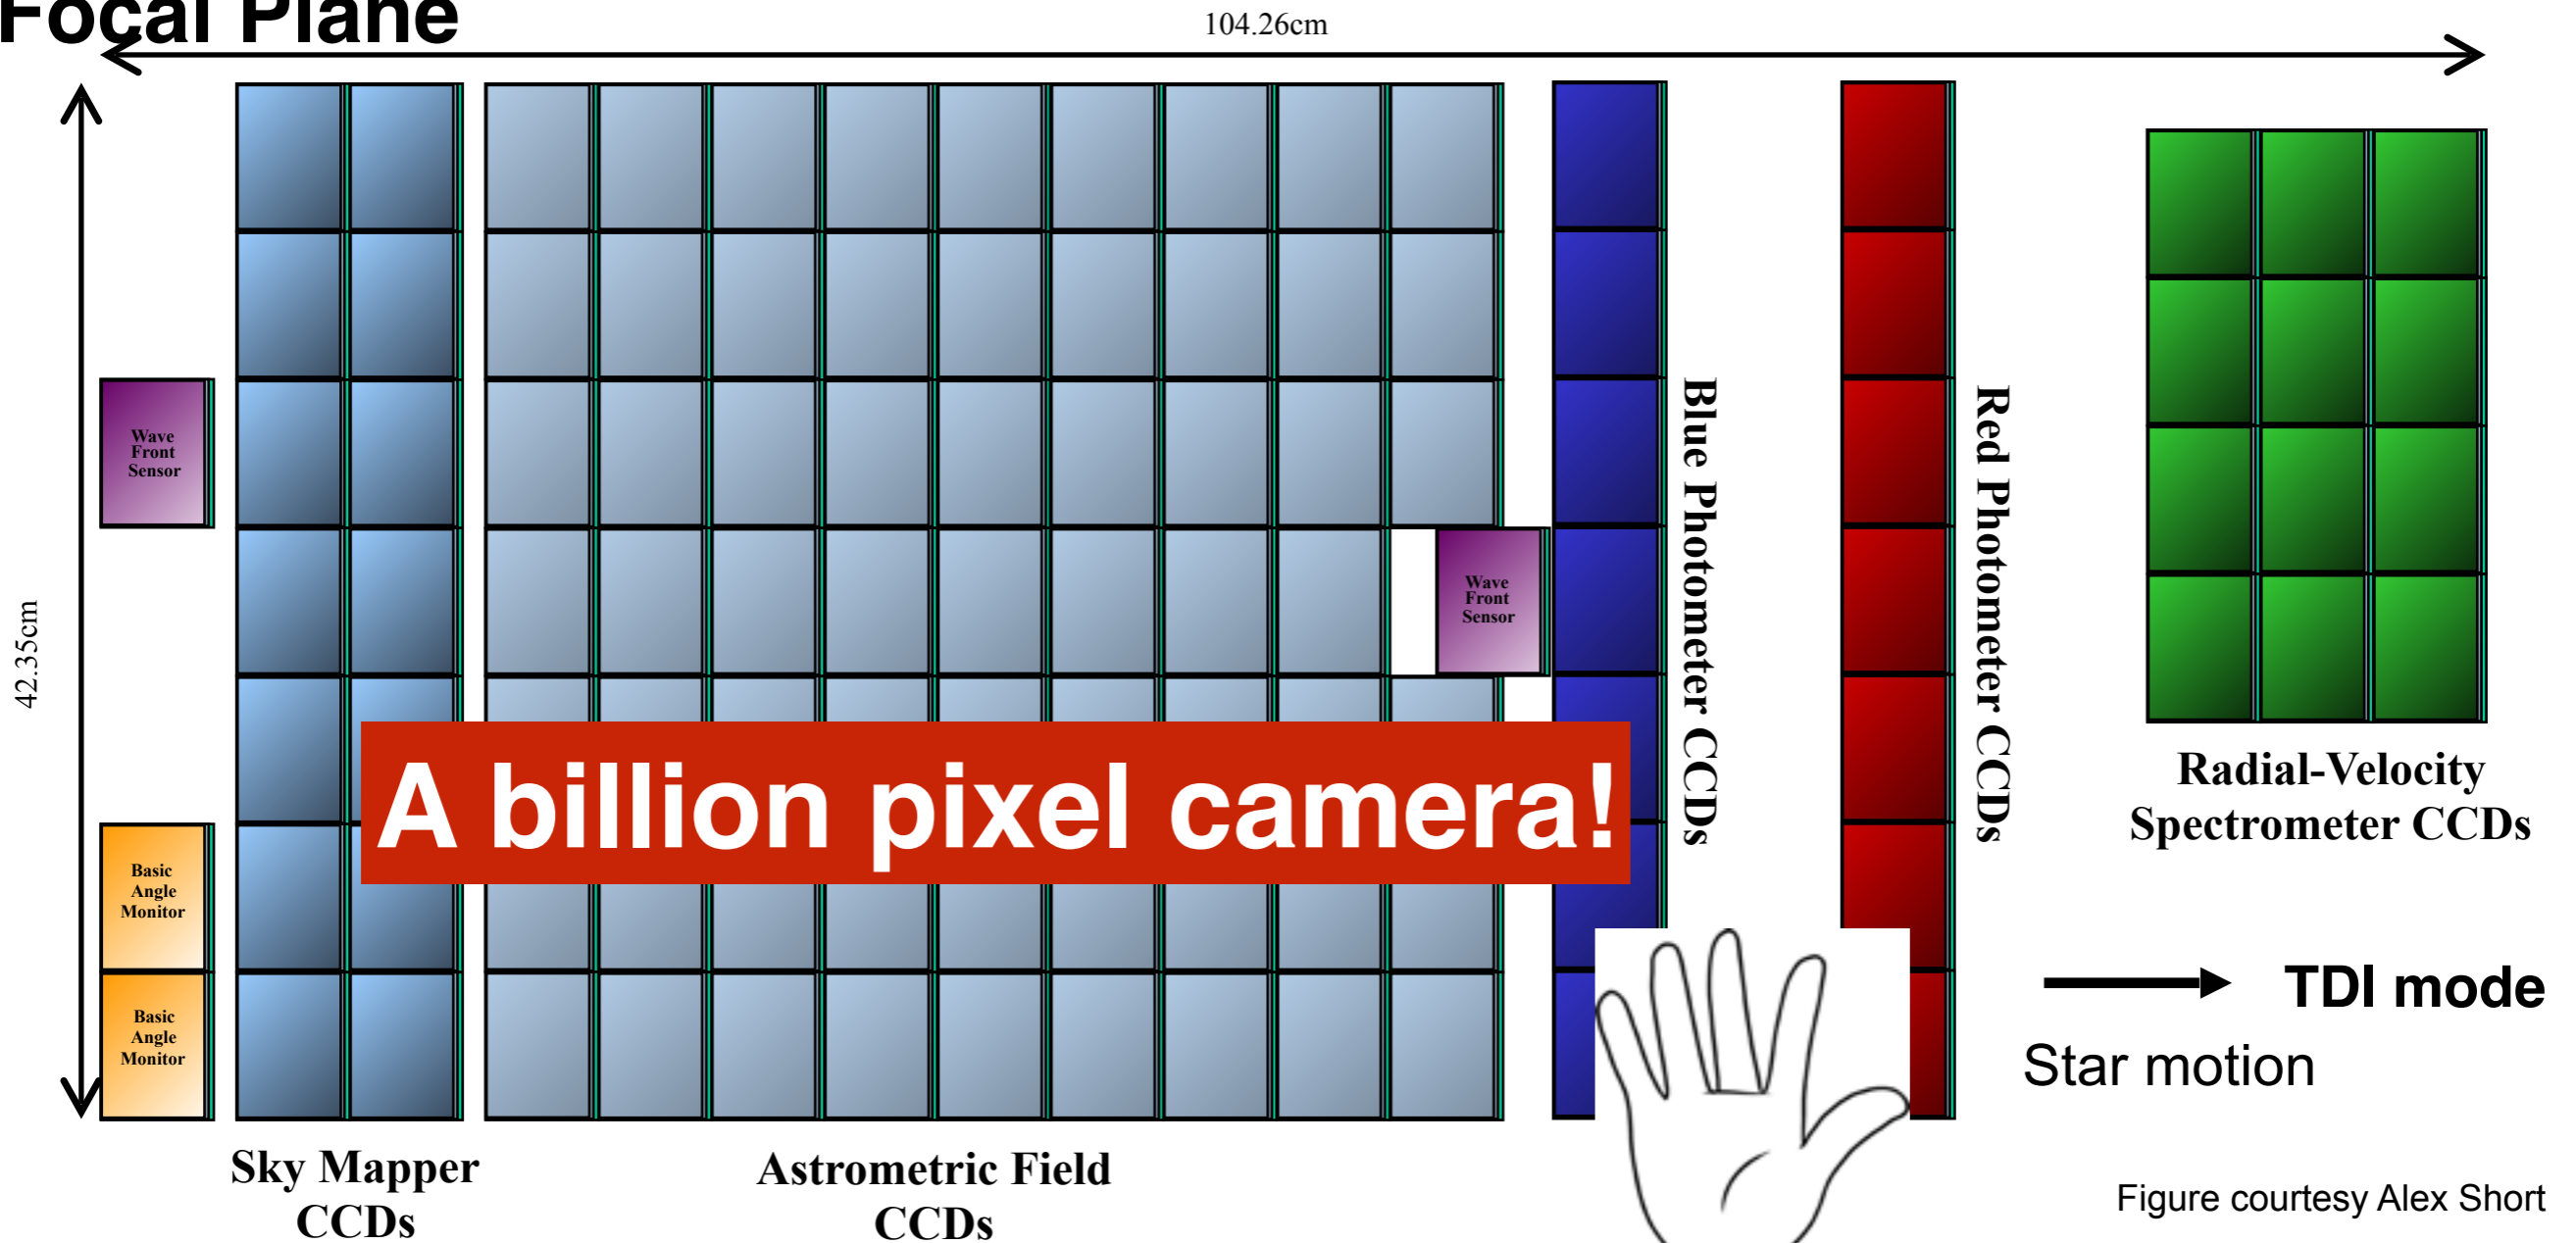 Focal Plane
104.26cm
42.35cm
Wave
Front
Sensor
Wave
Front
Sensor
Blue Photometer CCDs
Red Photometer CCDs
A billion pixel camera!
Radial-Velocity
Spectrometer CCDs
Basic
Angle
Monitor
Basic
Angle
Monitor
TDI mode
Star motion
Sky Mapper
CCDs
Astrometric Field
CCDs
Figure courtesy Alex Short